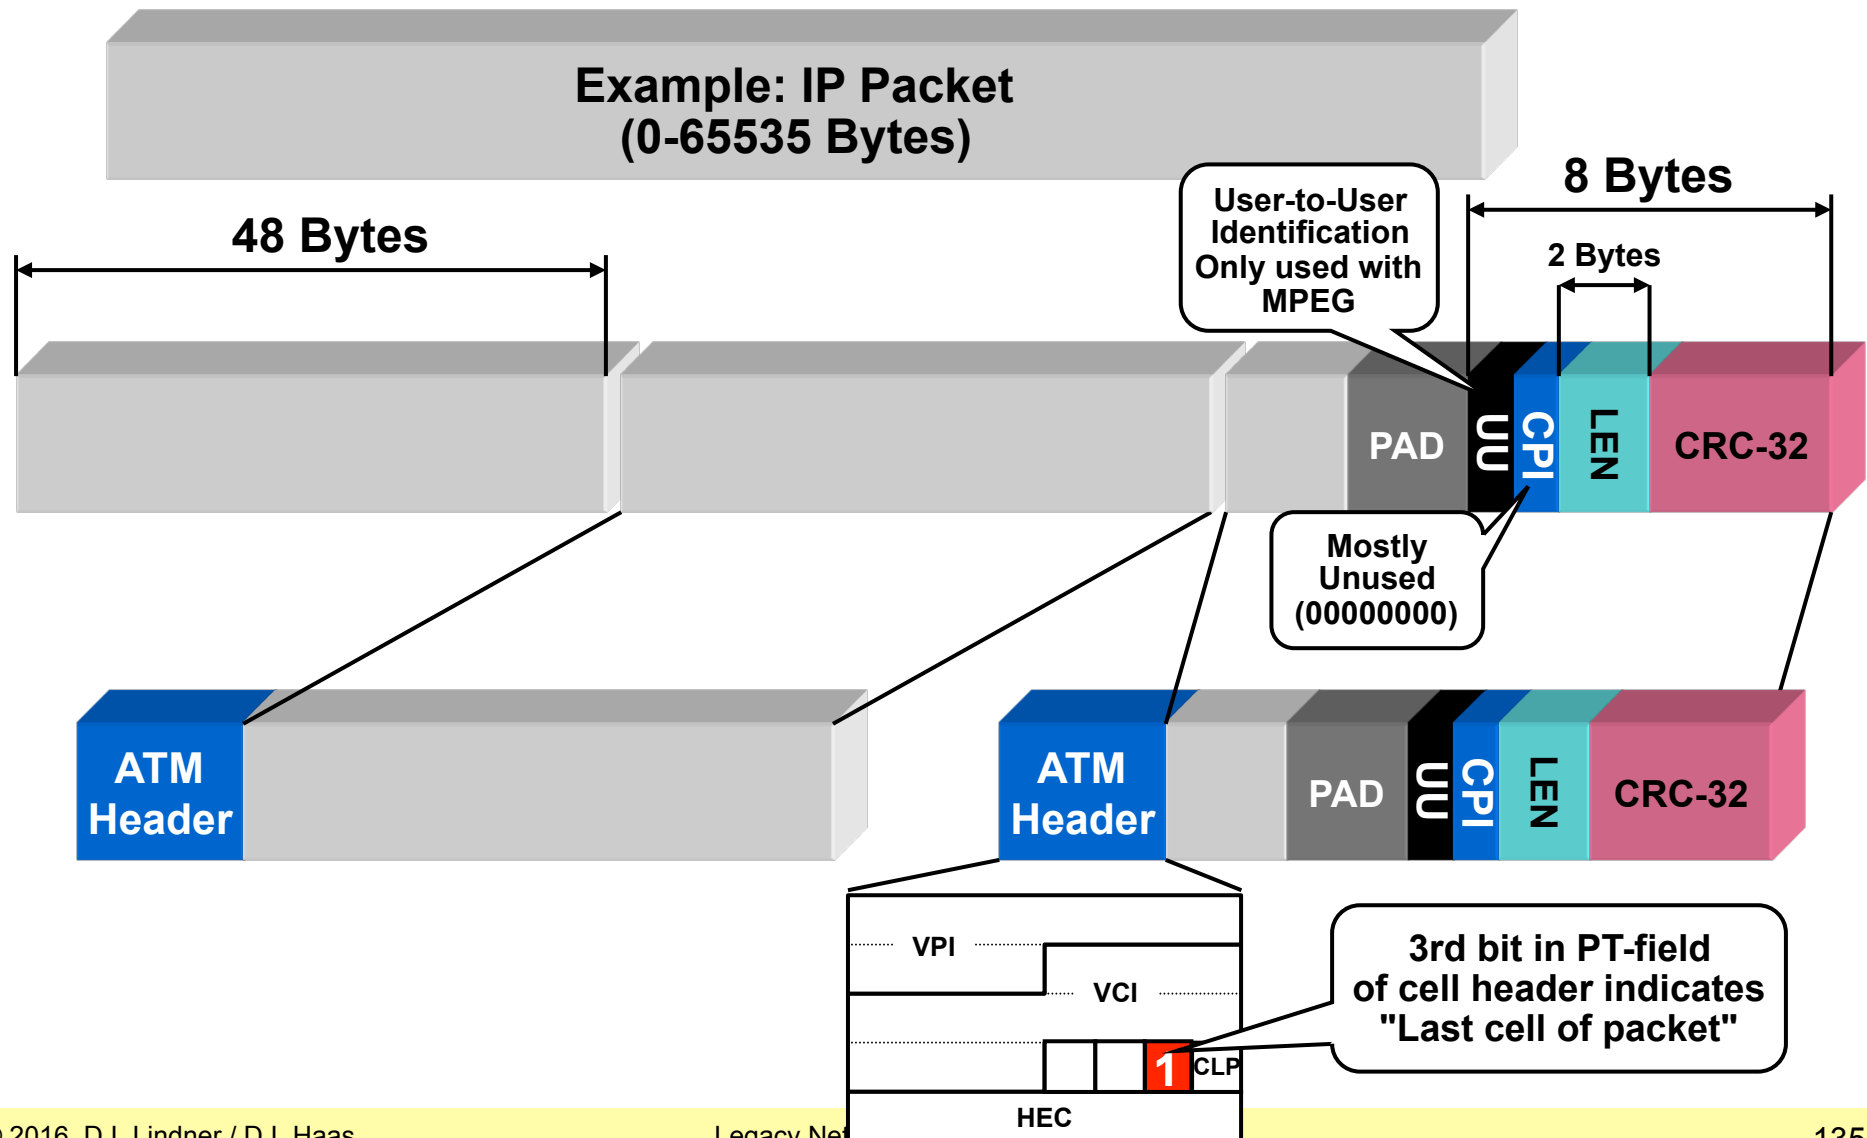 Example: IP Packet
(0-65535 Bytes)
48 Bytes
User-to-User
Identification
Only used with
MPEG
8 Bytes
2 Bytes
PAD
UU
CPI
LEN
CRC-32
Mostly
Unused
(00000000)
ATM
Header
ATM
Header
PAD
UU
CPI
LEN
CRC-32
VPI
VCI
1
CLP
HEC
3rd bit in PT-field
of cell header indicates
"Last cell of packet"
2016, D.I. Lindner / D.I. Haas
Legacy Net
135